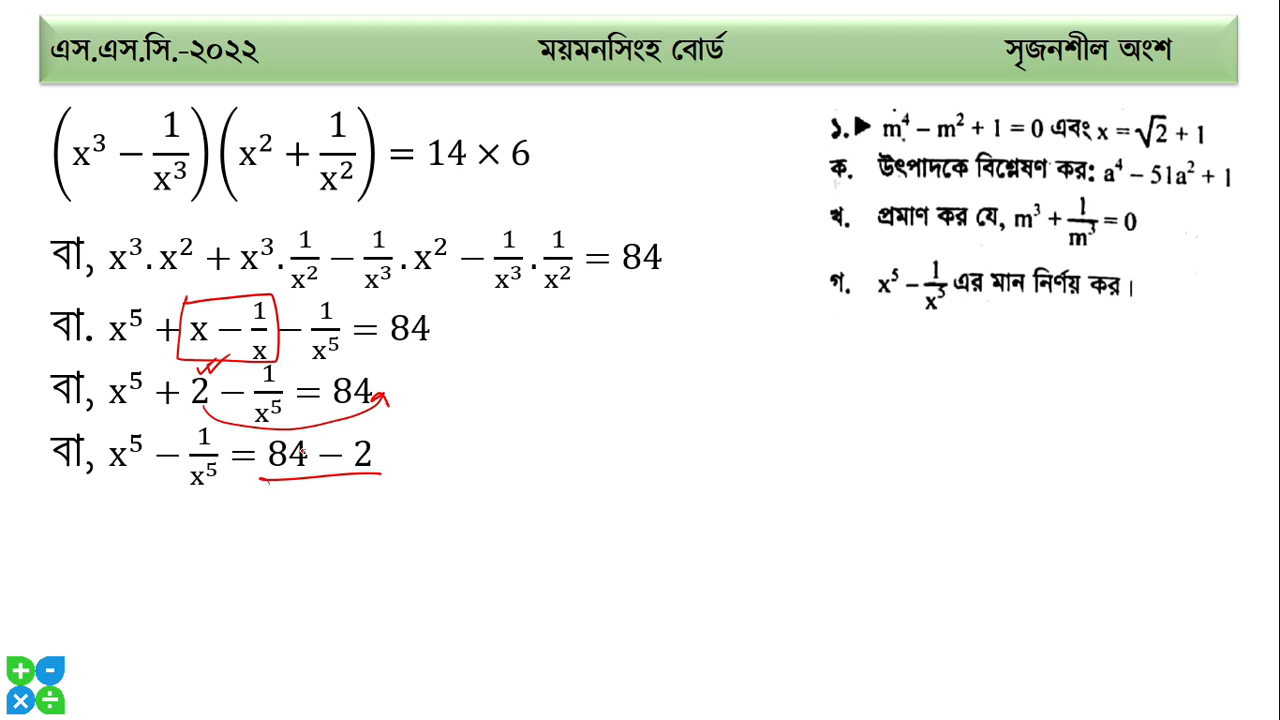 এস.এস.সি.-২০২২ ময়মনসিংহ বোর্ড সৃজনশীল অংশ
(x³ − 1/x³)(x² + 1/x²) = 14 × 6
বা, x³.x² + x³.1/x² − 1/x³.x² − 1/x³.1/x² = 84
বা. x⁵ + x − 1/x − 1/x⁵ = 84
বা, x⁵ + 2 − 1/x⁵ = 84
বা, x⁵ − 1/x⁵ = 84 − 2
১.▶ m⁴ − m² + 1 = 0 এবং x = √2 + 1
ক. উৎপাদকে বিশ্লেষণ কর: a⁴ − 51a² + 1
খ. প্রমাণ কর যে, m³ + 1/m³ = 0
গ. x⁵ − 1/x⁵ এর মান নির্ণয় কর।
+ -
× ÷